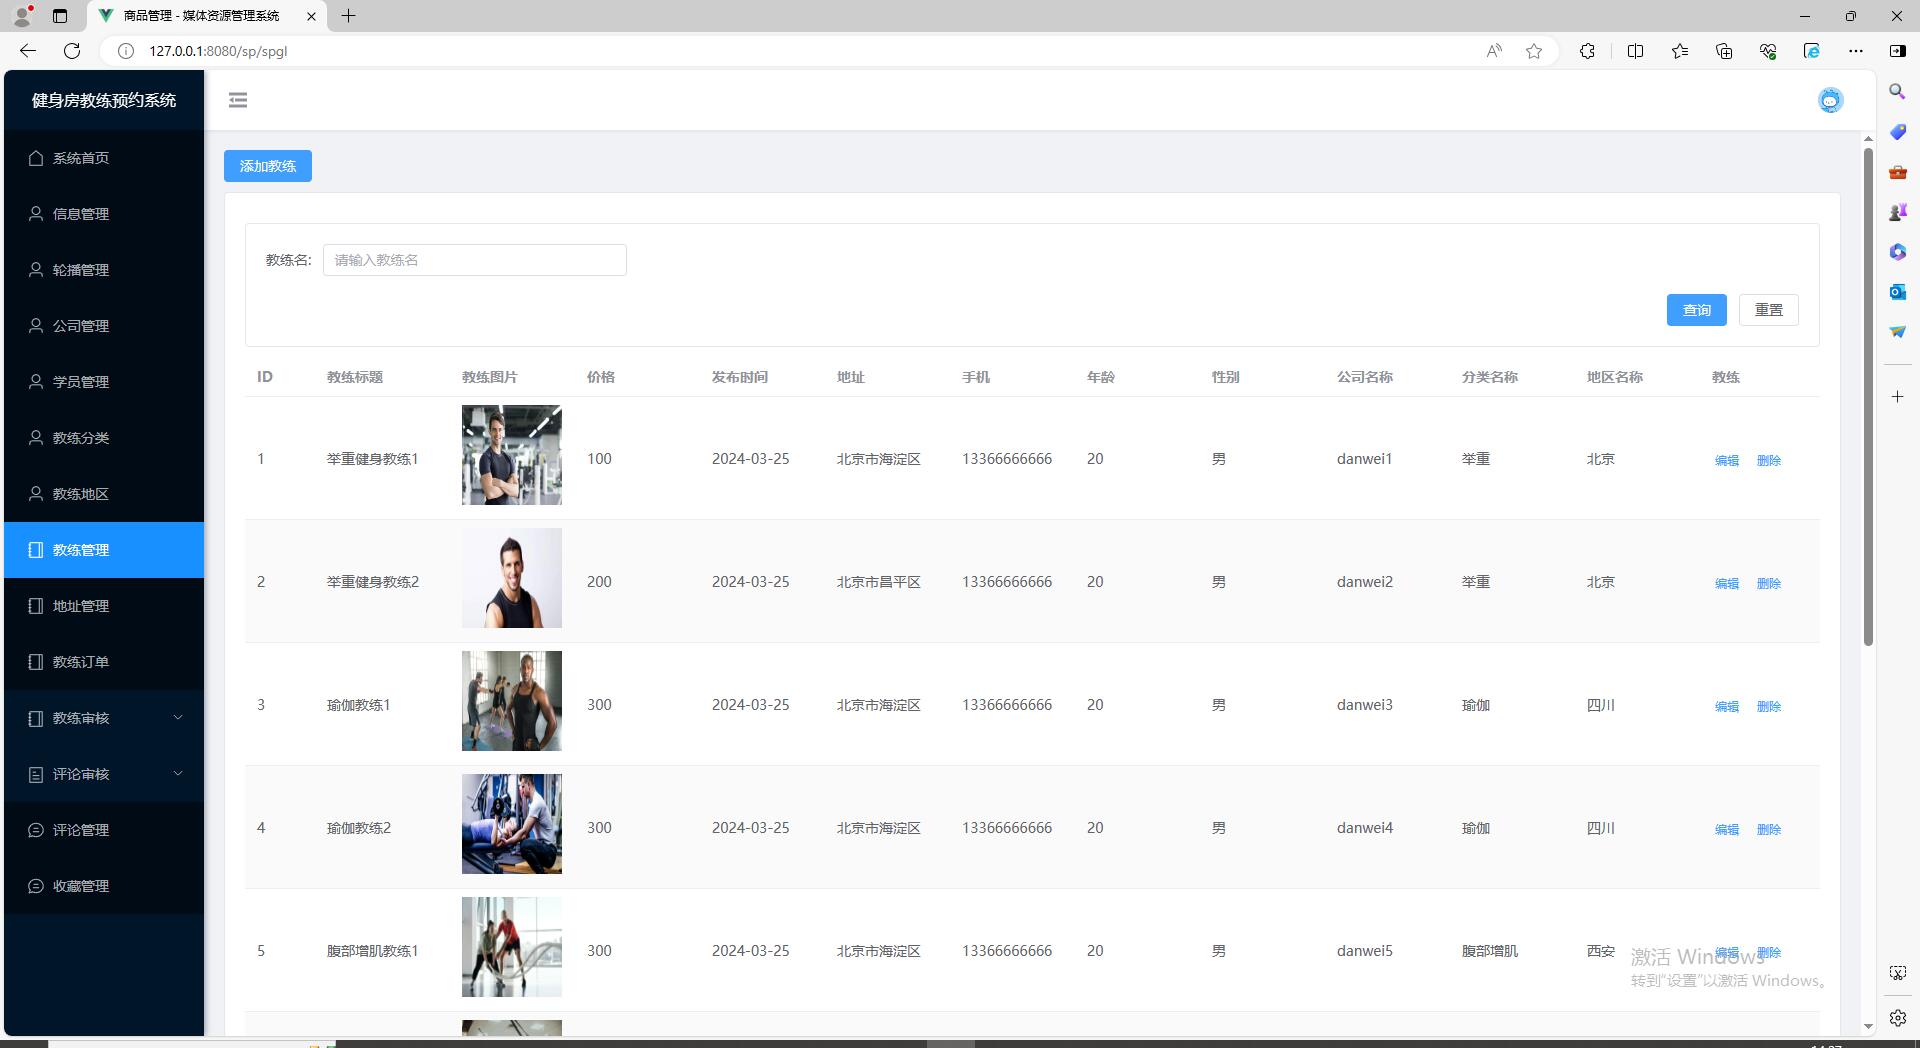 商品管理 - 媒体资源管理系统
127.0.0.1:8080/sp/spgl
健身房教练预约系统
系统首页
信息管理
轮播管理
公司管理
学员管理
教练分类
教练地区
教练管理
地址管理
教练订单
教练审核
评论审核
评论管理
收藏管理
添加教练
教练名: 请输入教练名
查询 重置
ID 教练标题 教练图片 价格 发布时间 地址 手机 年龄 性别 公司名称 分类名称 地区名称 教练
1 举重健身教练1 100 2024-03-25 北京市海淀区 13366666666 20 男 danwei1 举重 北京 编辑 删除
2 举重健身教练2 200 2024-03-25 北京市昌平区 13366666666 20 男 danwei2 举重 北京 编辑 删除
3 瑜伽教练1 300 2024-03-25 北京市海淀区 13366666666 20 男 danwei3 瑜伽 四川 编辑 删除
4 瑜伽教练2 300 2024-03-25 北京市海淀区 13366666666 20 男 danwei4 瑜伽 四川 编辑 删除
5 腹部增肌教练1 300 2024-03-25 北京市海淀区 13366666666 20 男 danwei5 腹部增肌 西安 编辑 删除
激活 Windows
转到"设置"以激活 Windows。